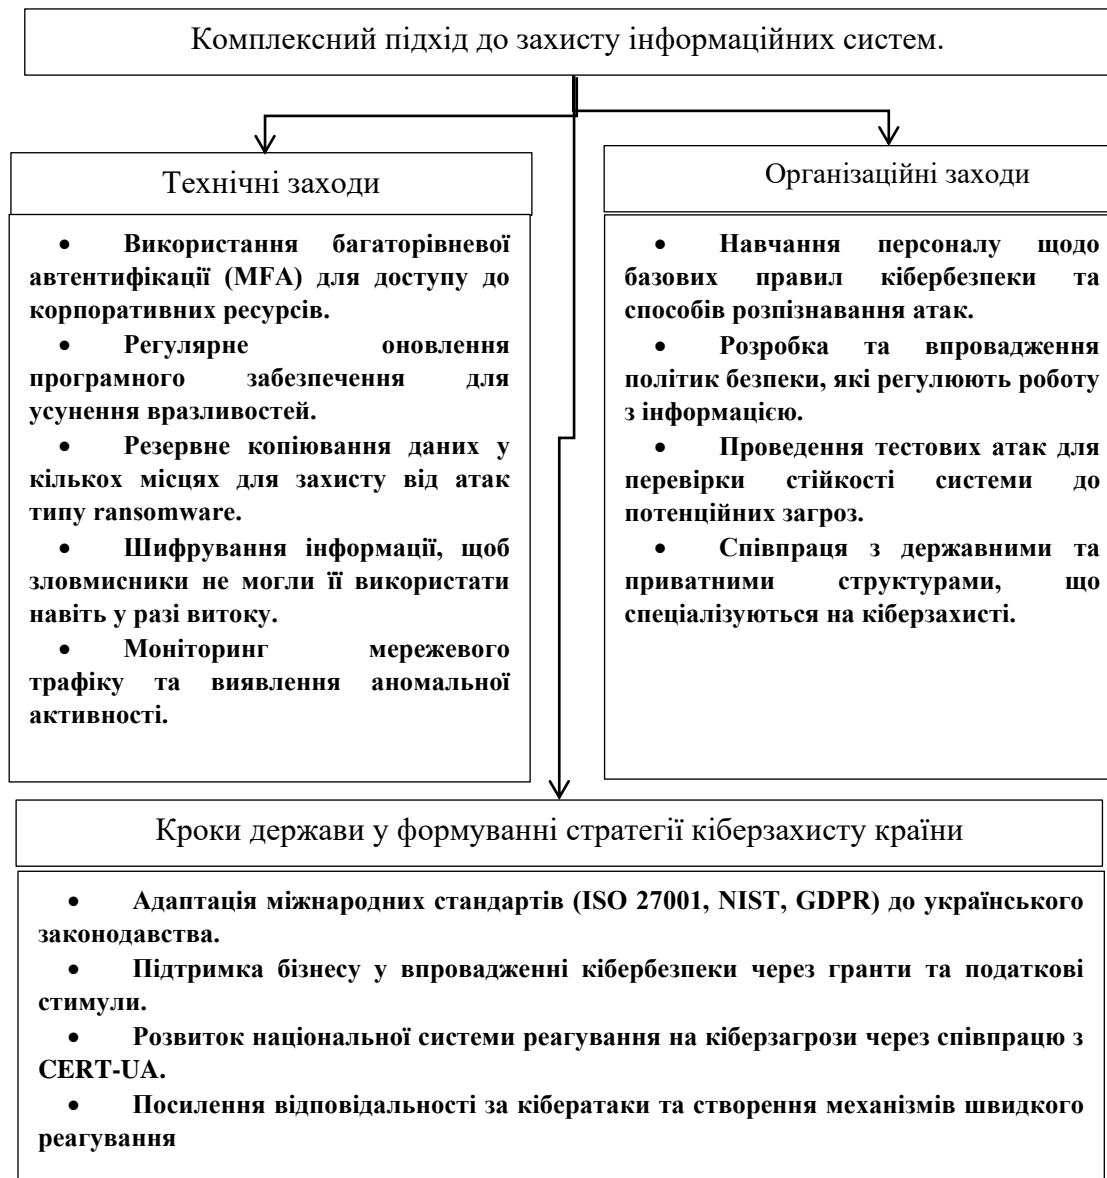 Комплексний підхід до захисту інформаційних систем.
Технічні заходи
• Використання багаторівневої
автентифікації (MFA) для доступу до
корпоративних ресурсів.
• Регулярне оновлення
програмного забезпечення для
усунення вразливостей.
• Резервне копіювання даних у
кількох місцях для захисту від атак
типу ransomware.
• Шифрування інформації, щоб
зловмисники не могли її використати
навіть у разі витоку.
• Моніторинг мережевого
трафіку та виявлення аномальної
активності.
Організаційні заходи
• Навчання персоналу щодо
базових правил кібербезпеки та
способів розпізнавання атак.
• Розробка та впровадження
політик безпеки, які регулюють роботу
з інформацією.
• Проведення тестових атак для
перевірки стійкості системи до
потенційних загроз.
• Співпраця з державними та
приватними структурами, що
спеціалізуються на кіберзахисті.
Кроки держави у формуванні стратегії кіберзахисту країни
• Адаптація міжнародних стандартів (ISO 27001, NIST, GDPR) до українського
законодавства.
• Підтримка бізнесу у впровадженні кібербезпеки через гранти та податкові
стимули.
• Розвиток національної системи реагування на кіберзагрози через співпрацю з
CERT-UA.
• Посилення відповідальності за кібератаки та створення механізмів швидкого
реагування